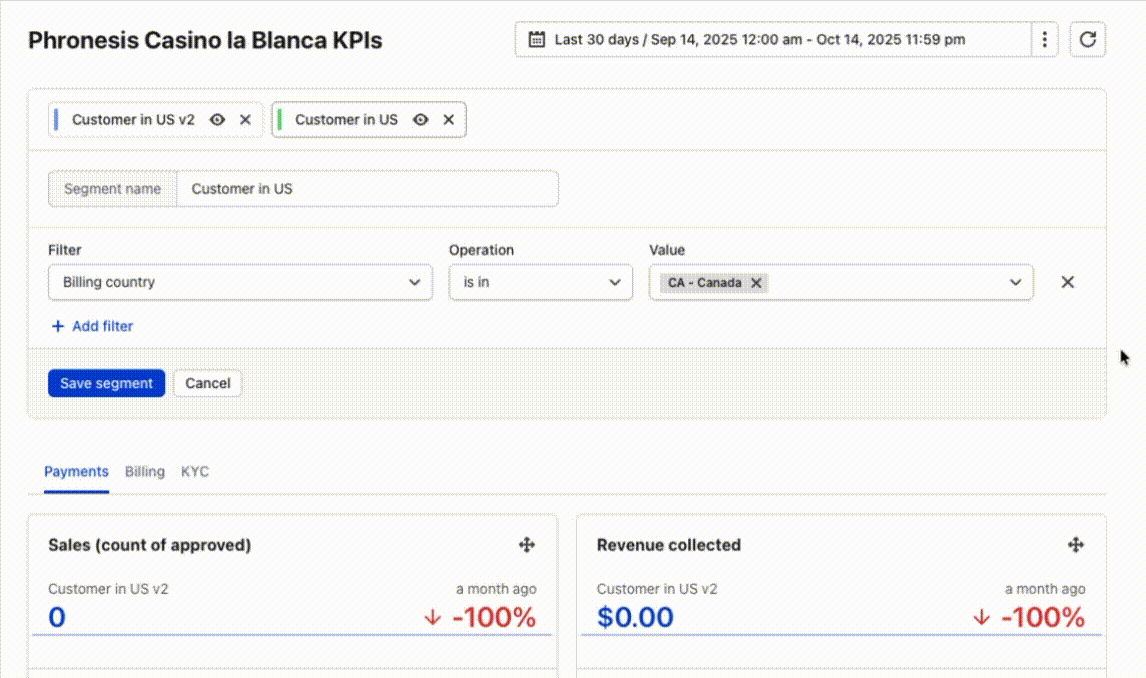 Phronesis Casino la Blanca KPIs
Last 30 days / Sep 14, 2025 12:00 am - Oct 14, 2025 11:59 pm
Customer in US v2
Customer in US
Segment name
Customer in US
Filter
Operation
Value
Billing country
is in
CA - Canada
+ Add filter
Save segment
Cancel
Payments
Billing
KYC
Sales (count of approved)
Customer in US v2
a month ago
0
-100%
Revenue collected
Customer in US v2
a month ago
$0.00
-100%